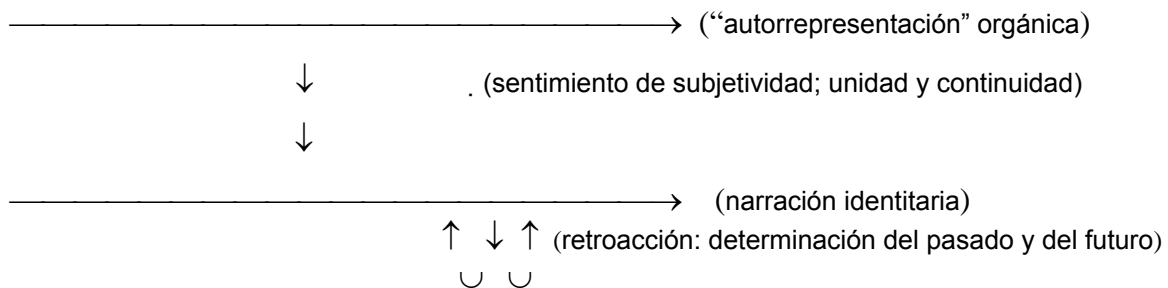 (“autorrepresentación” orgánica)
. (sentimiento de subjetividad; unidad y continuidad)
(narración identitaria)
(retroacción: determinación del pasado y del futuro)